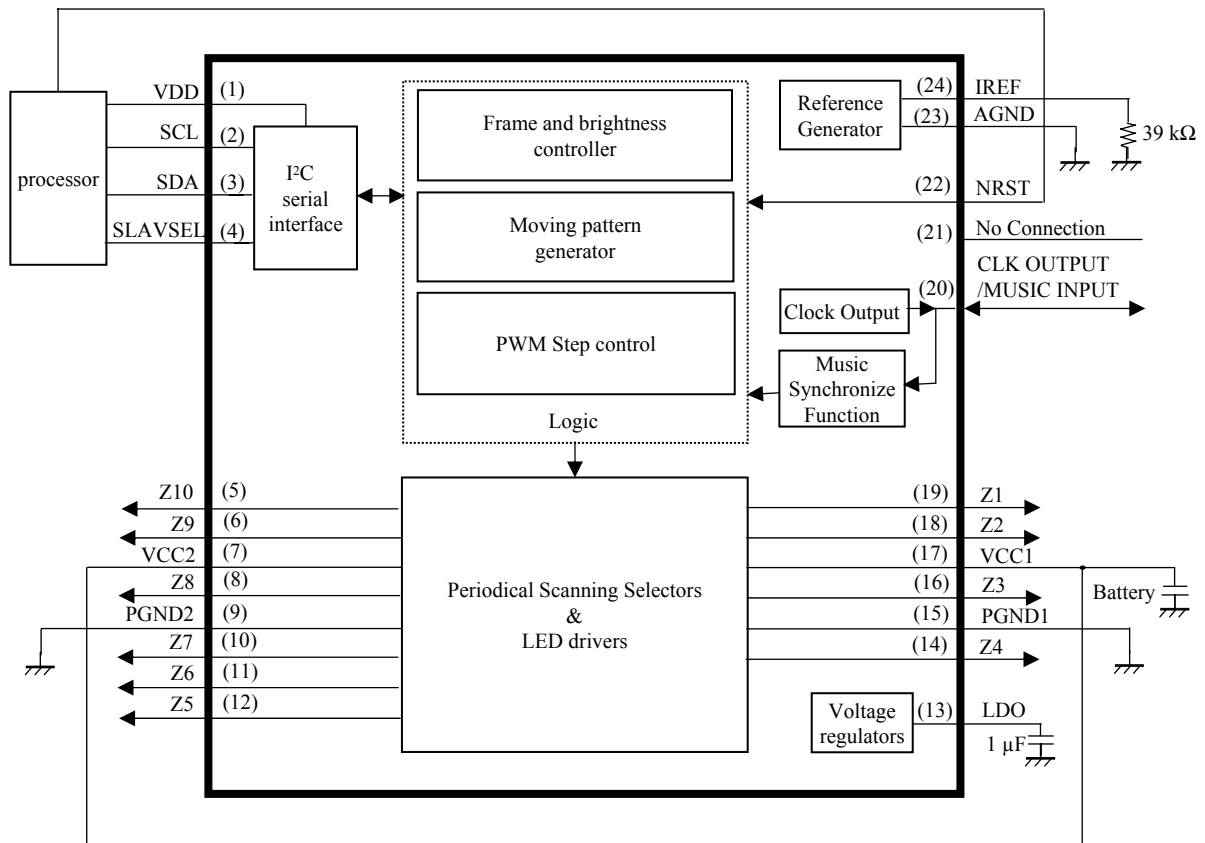 processor
VDD (1)
SCL (2)
SDA (3)
SLAVSEL (4)
I²C
serial
interface
Frame and brightness
controller
Moving pattern
generator
PWM Step control
Logic
Reference
Generator
(24) IREF
(23) AGND
39 kΩ
(22) NRST
(21) No Connection
(20) CLK OUTPUT
/MUSIC INPUT
Clock Output
Music
Synchronize
Function
Z10 (5)
Z9 (6)
VCC2 (7)
Z8 (8)
PGND2 (9)
Z7 (10)
Z6 (11)
Z5 (12)
Periodical Scanning Selectors
&
LED drivers
(19) Z1
(18) Z2
(17) VCC1
(16) Z3
(15) PGND1
(14) Z4
Battery
Voltage
regulators
(13) LDO
1 µF